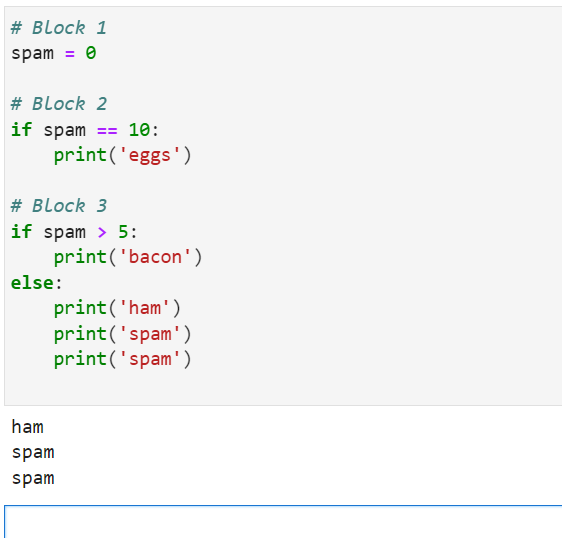 # Block 1
spam = 0

# Block 2
if spam == 10:
    print('eggs')

# Block 3
if spam > 5:
    print('bacon')
else:
    print('ham')
    print('spam')
    print('spam')

ham
spam
spam